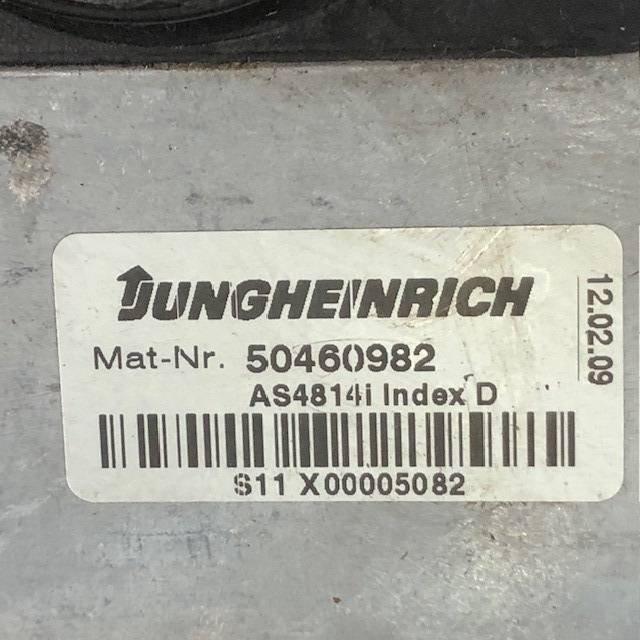 JUNGHEINRICH
Mat-Nr. 50460982
AS4814i Index D
S11 X00005082
12.02.09